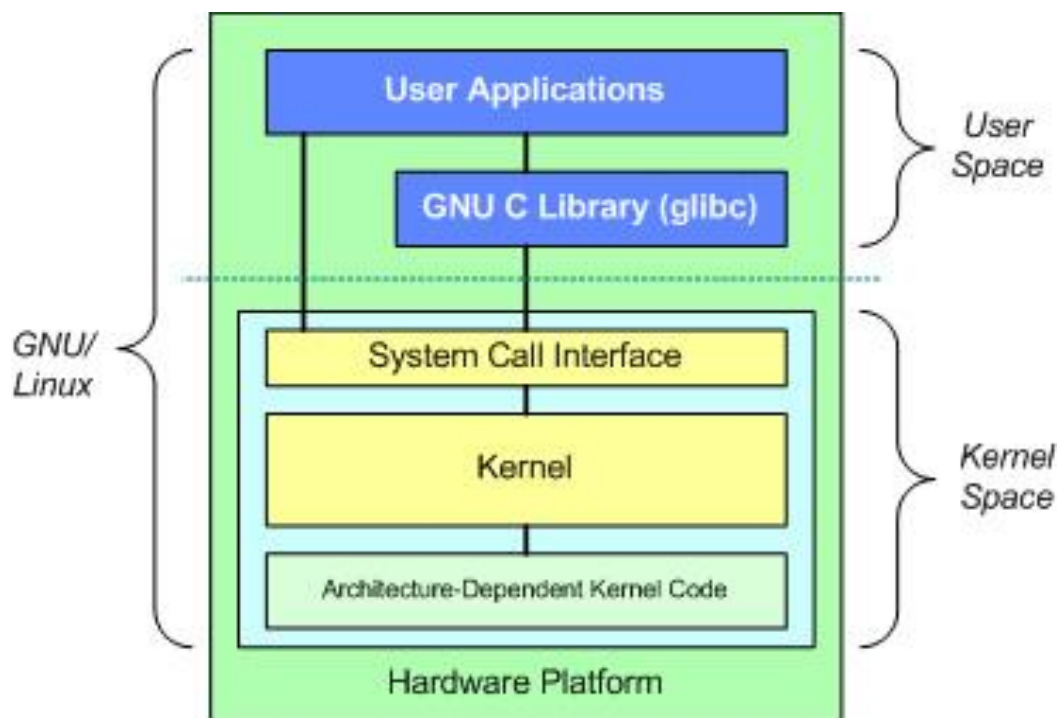 User Applications
User
Space
GNU C Library (glibc)
GNU/
Linux
System Call Interface
Kernel
Kernel
Space
Architecture-Dependent Kernel Code
Hardware Platform